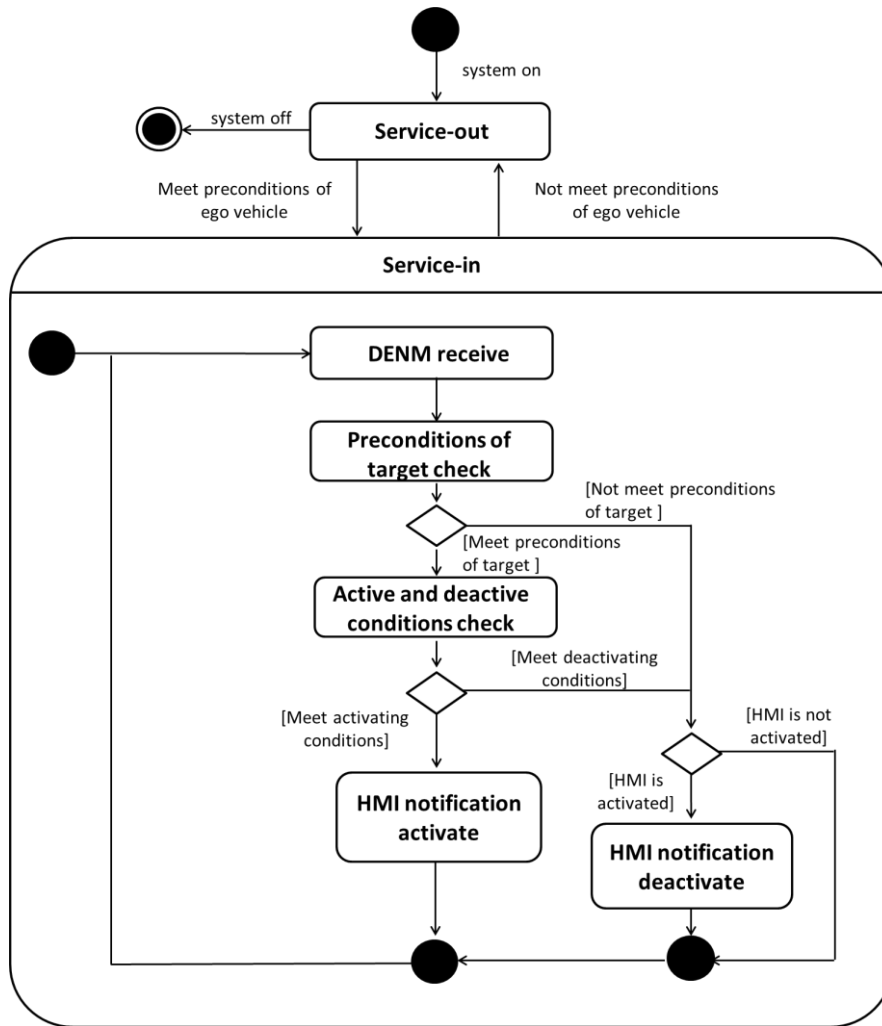 system on
system off
Service-out
Meet preconditions of
ego vehicle
Not meet preconditions
of ego vehicle
Service-in
DENM receive
Preconditions of
target check
[Not meet preconditions
of target ]
[Meet preconditions
of target ]
Active and deactive
conditions check
[Meet deactivating
conditions]
[Meet activating
conditions]
[HMI is not
activated]
[HMI is
activated]
HMI notification
activate
HMI notification
deactivate